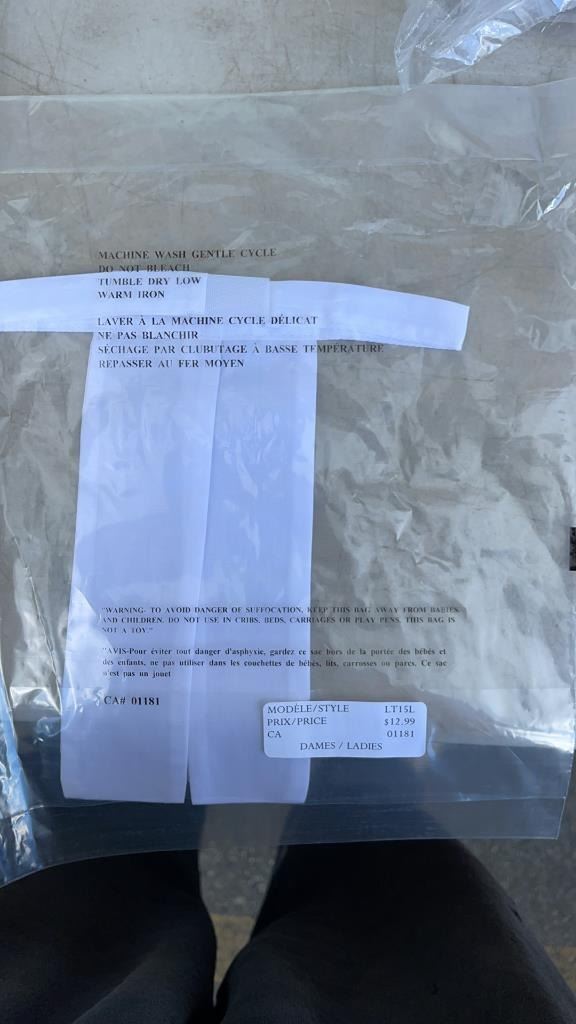 MACHINE WASH GENTLE CYCLE
DO NOT BLEACH
TUMBLE DRY LOW
WARM IRON
LAVER À LA MACHINE CYCLE DÉLICAT
NE PAS BLANCHIR
SÉCHAGE PAR CLUBUTAGE À BASSE TEMPÉRATURE
REPASSER AU FER MOYEN
"WARNING- TO AVOID DANGER OF SUFFOCATION, KEEP THIS BAG AWAY FROM BABIES
AND CHILDREN. DO NOT USE IN CRIBS, BEDS, CARRIAGES OR PLAY PENS. THIS BAG IS
NOT A TOY."
"AVIS-Pour éviter tout danger d'asphyxie, gardez ce sac hors de la portée des bébés et
des enfants, ne pas utiliser dans les couchettes de bébés, lits, carrosses ou parcs. Ce sac
n'est pas un jouet
CA# 01181
MODÈLE/STYLE LT15L
PRIX/PRICE $12.99
CA 01181
DAMES / LADIES